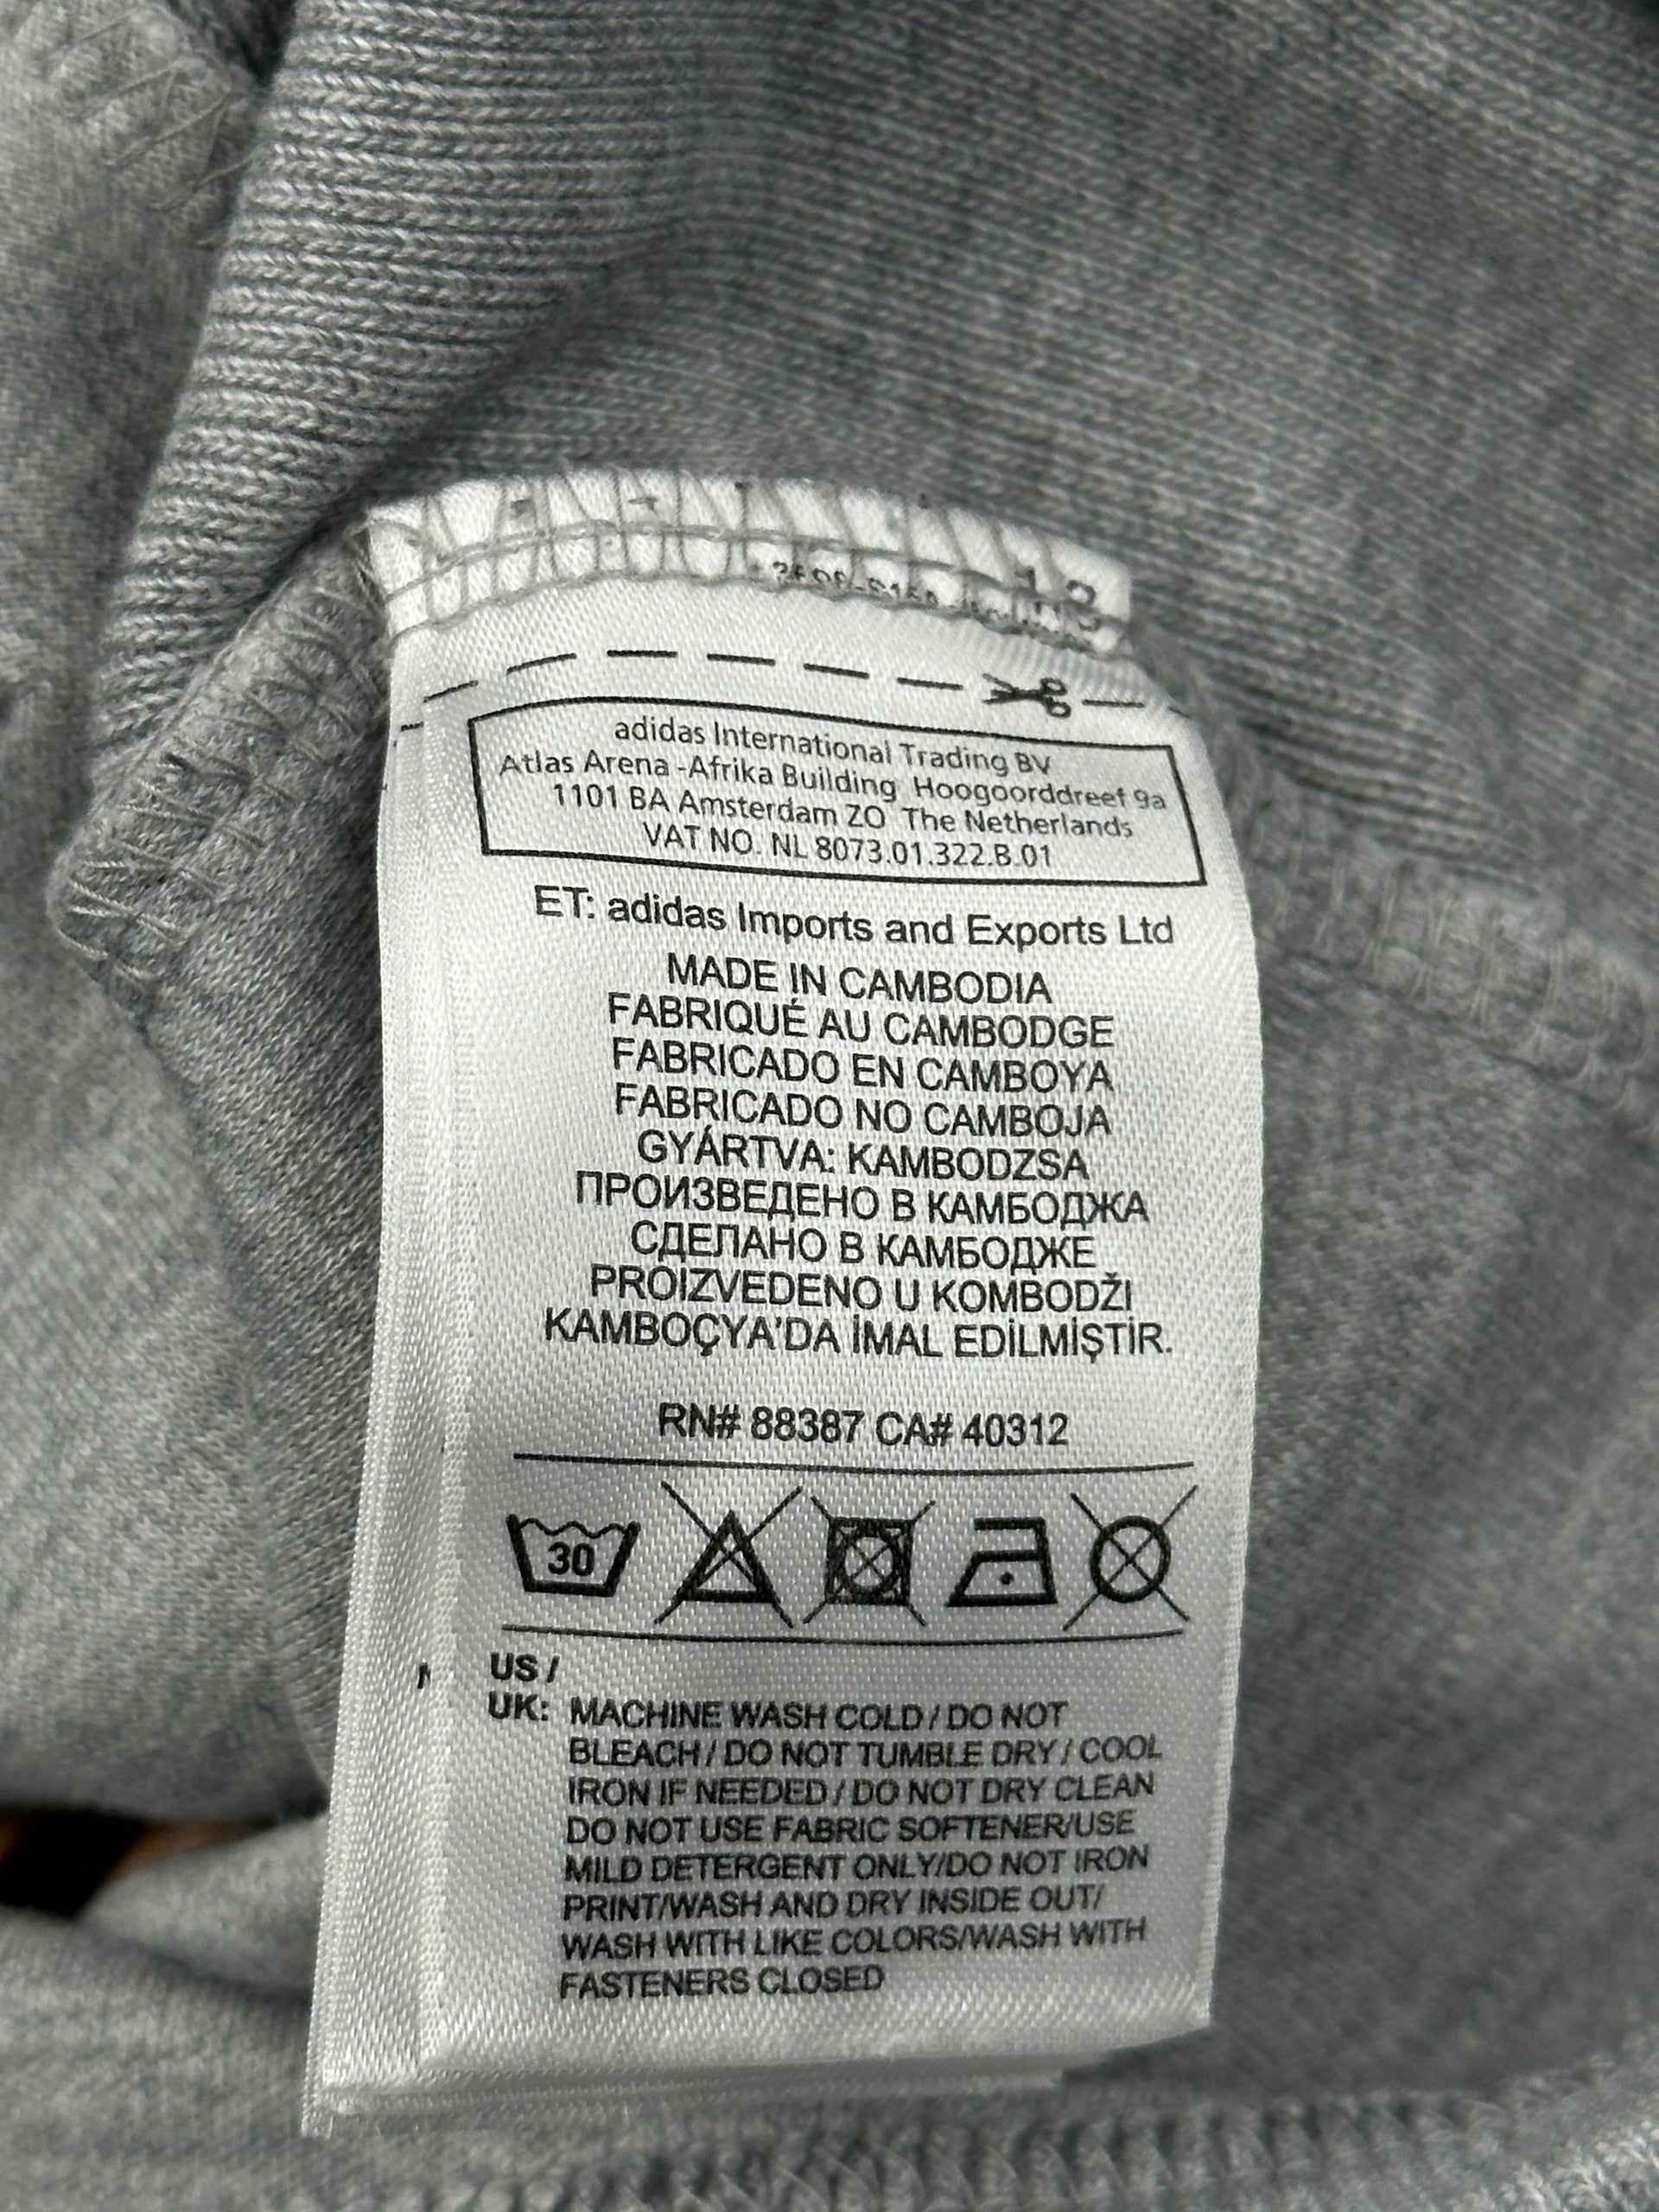 adidas International Trading BV
Atlas Arena -Afrika Building Hoogoorddreef 9a
1101 BA Amsterdam ZO The Netherlands
VAT NO. NL 8073.01.322.B.01
ET: adidas Imports and Exports Ltd
MADE IN CAMBODIA
FABRIQUÉ AU CAMBODGE
FABRICADO EN CAMBOYA
FABRICADO NO CAMBOJA
GYÁRTVA: KAMBODZSA
ПРОИЗВЕДЕНО В КАМБОДЖА
СДЕЛАНО В КАМБОДЖЕ
PROIZVEDENO U KOMBODŽI
KAMBOÇYA'DA İMAL EDİLMİŞTİR.
RN# 88387 CA# 40312
30
US /
UK: MACHINE WASH COLD / DO NOT
BLEACH / DO NOT TUMBLE DRY / COOL
IRON IF NEEDED / DO NOT DRY CLEAN
DO NOT USE FABRIC SOFTENER/USE
MILD DETERGENT ONLY/DO NOT IRON
PRINT/WASH AND DRY INSIDE OUT/
WASH WITH LIKE COLORS/WASH WITH
FASTENERS CLOSED